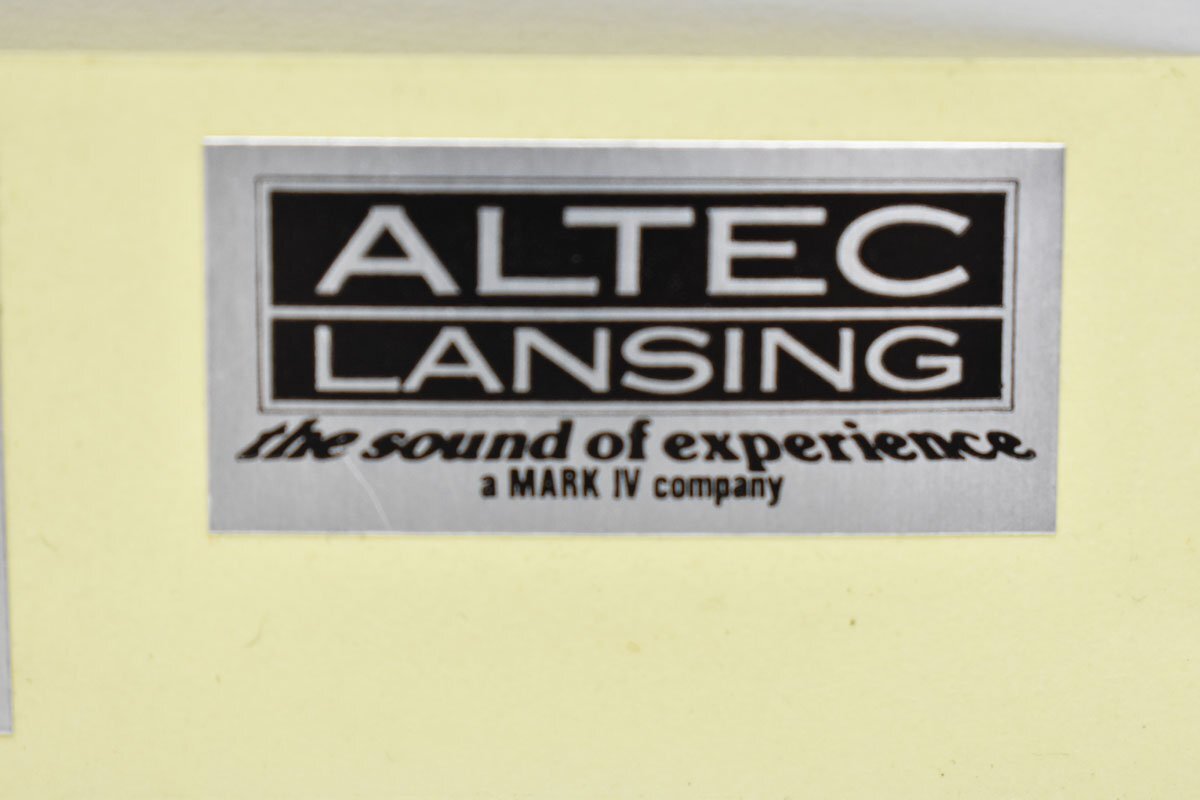 ALTEC
LANSING
the sound of experience
a MARK IV company